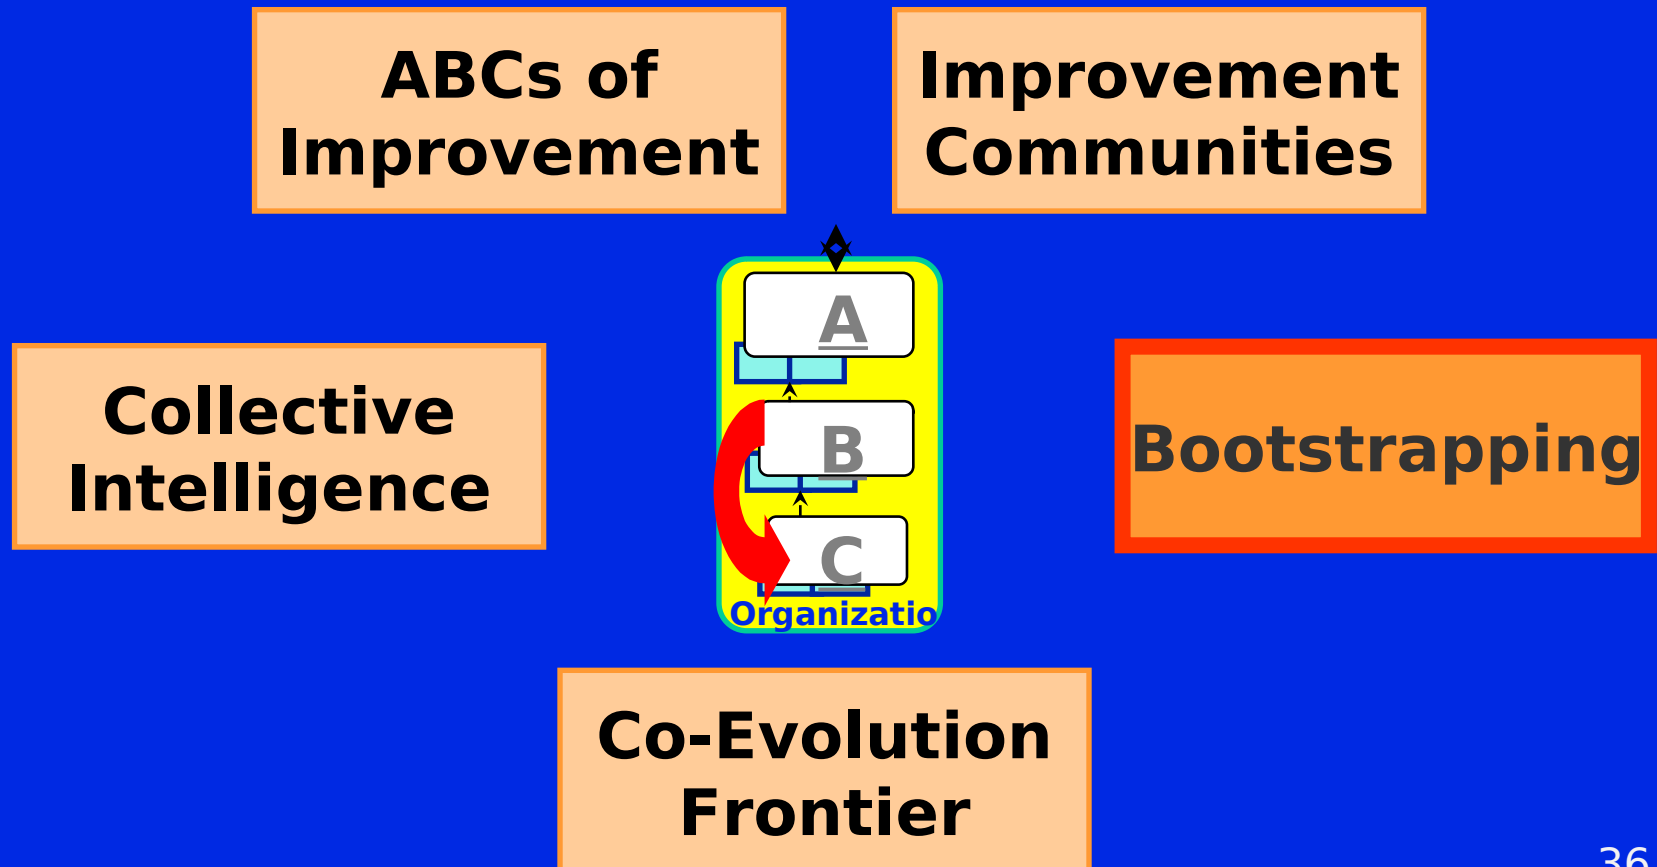 ABCs of
Improvement
Improvement
Communities
A
Collective
Intelligence
B
Bootstrapping
C
Organizatio
Co-Evolution
Frontier
36